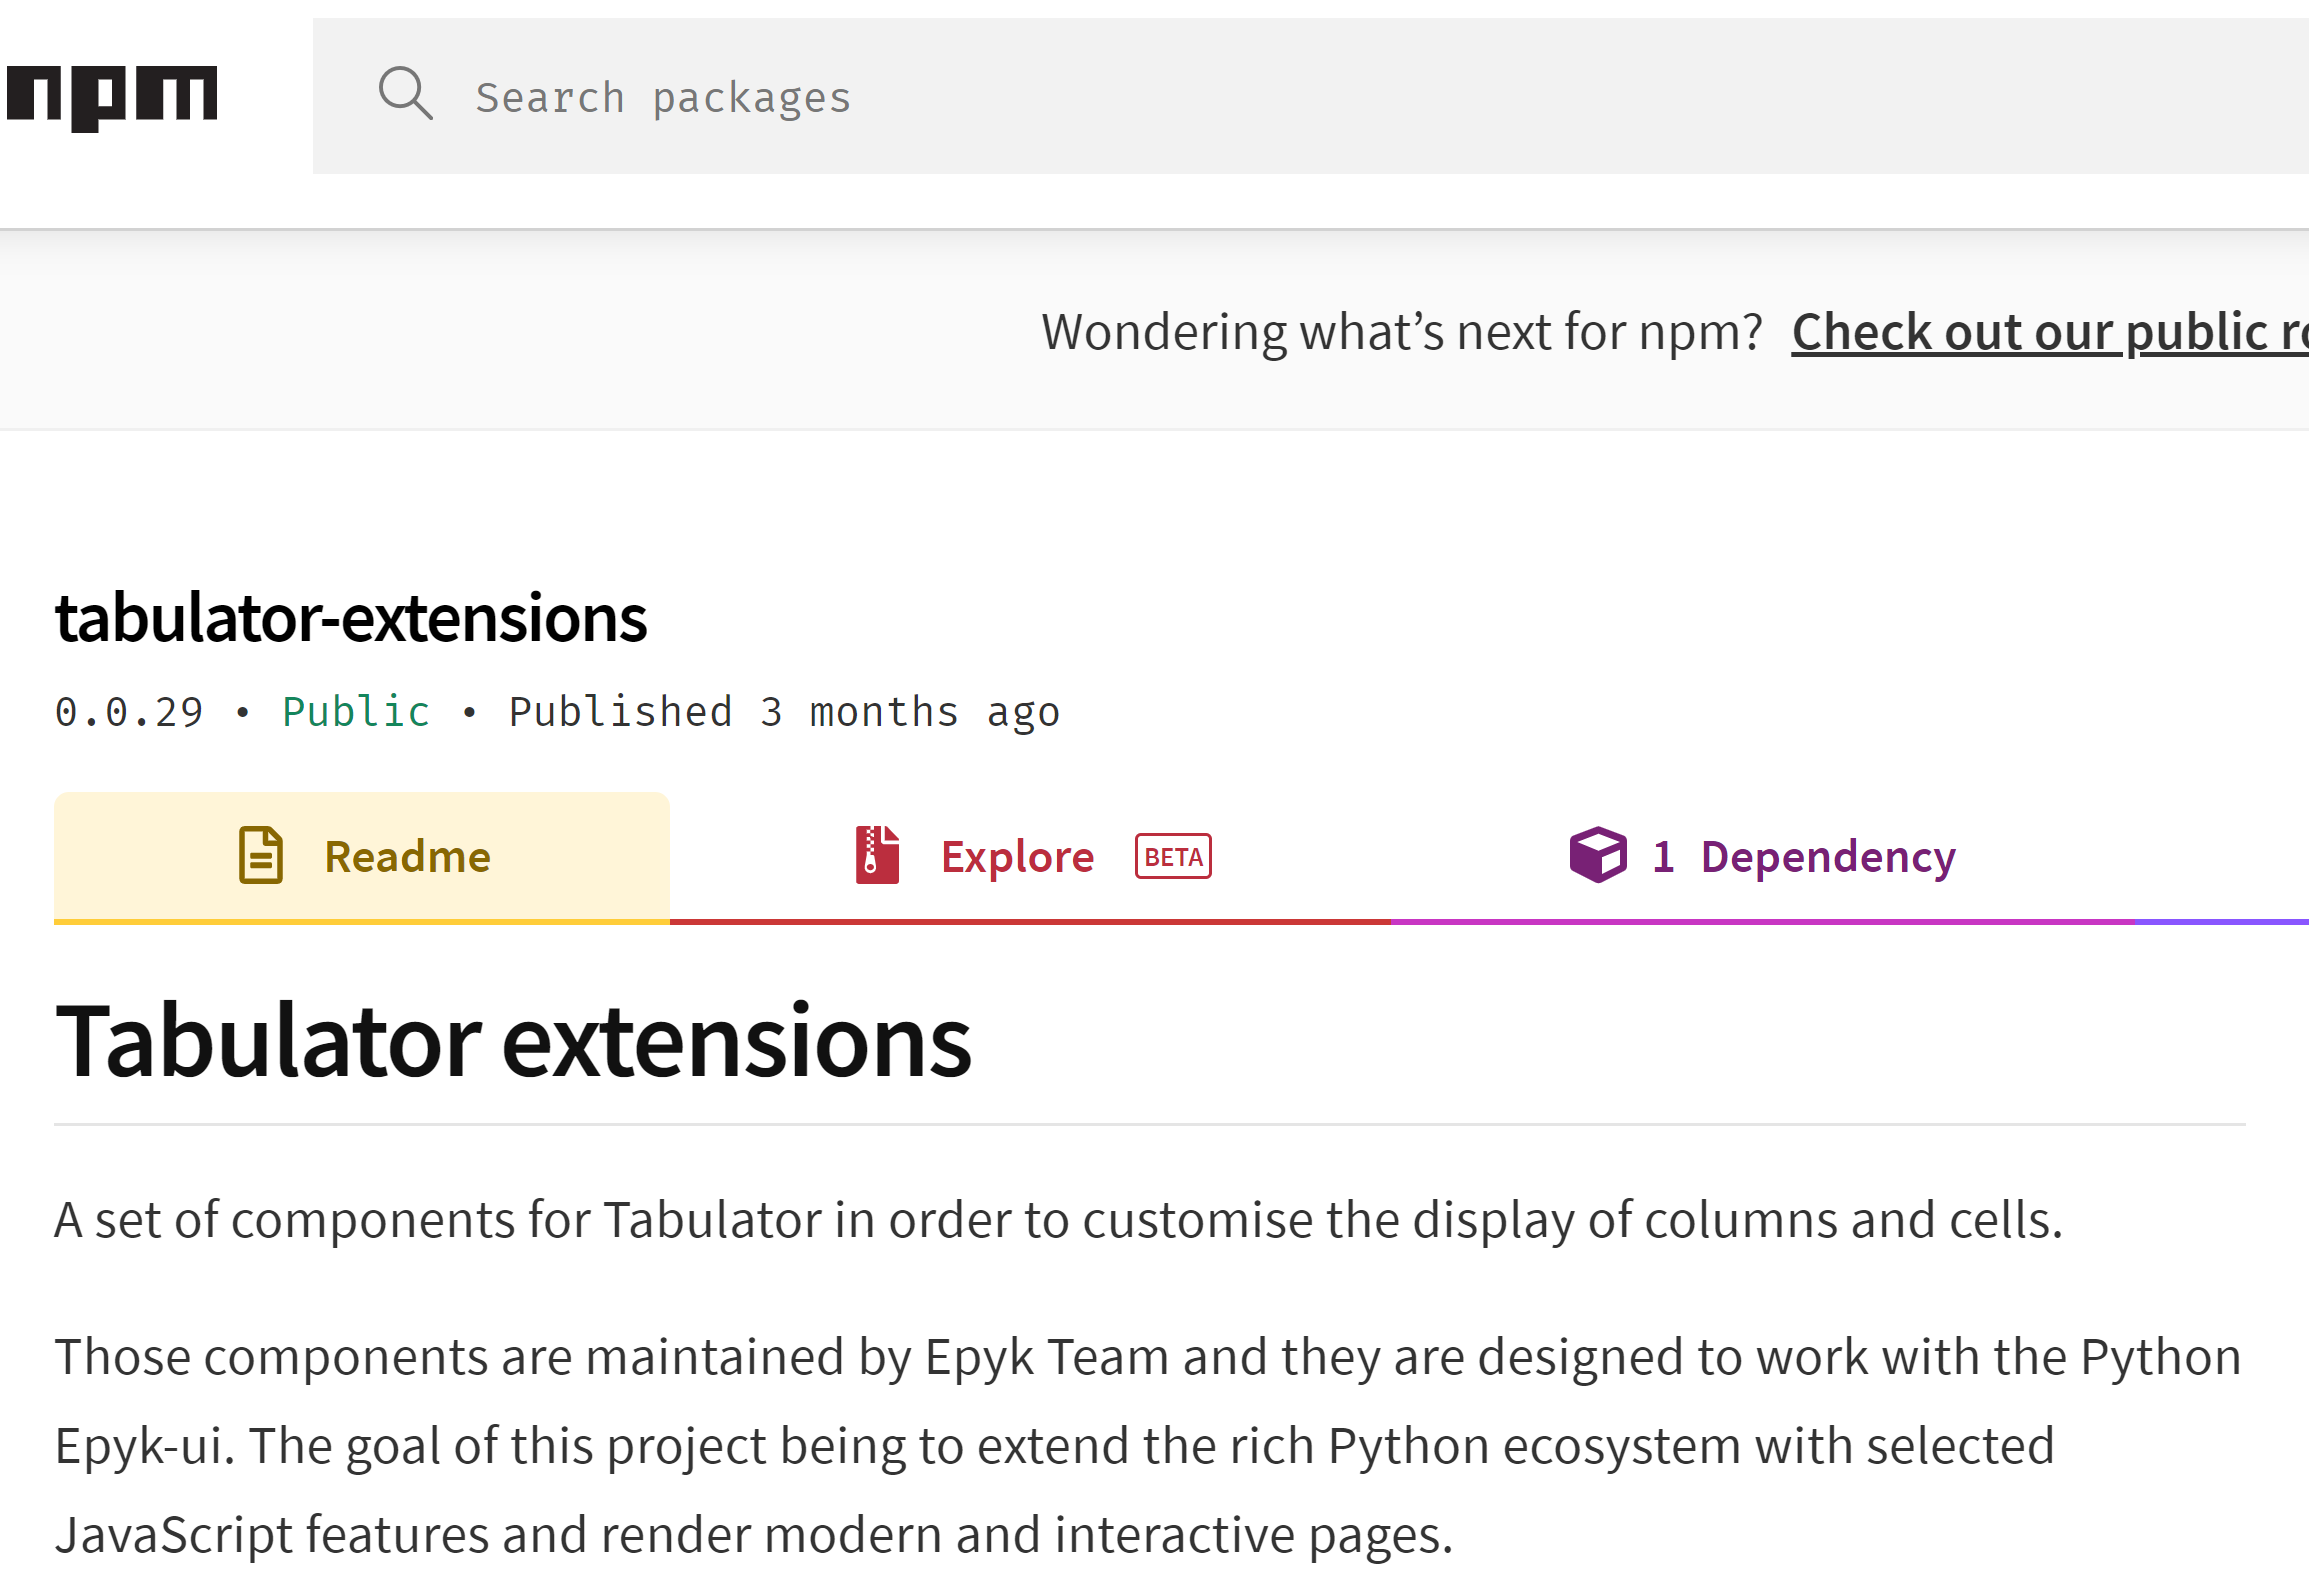 npm
Search packages
Wondering what’s next for npm? Check out our public
tabulator-extensions
0.0.29 • Public • Published 3 months ago
Readme
Explore BETA
1 Dependency
Tabulator extensions
A set of components for Tabulator in order to customise the display of columns and cells.
Those components are maintained by Epyk Team and they are designed to work with the Python
Epyk-ui. The goal of this project being to extend the rich Python ecosystem with selected
JavaScript features and render modern and interactive pages.